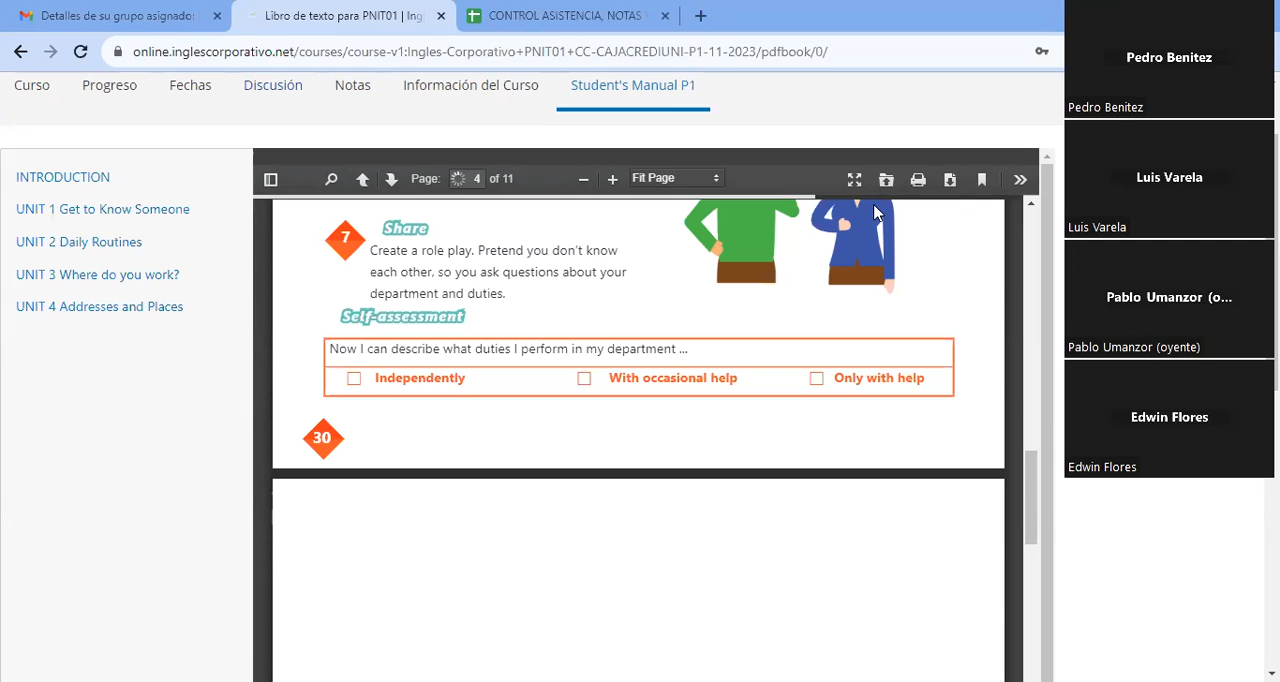 Detalles de su grupo asignado:
Libro de texto para PNIT01 | Ing
CONTROL ASISTENCIA, NOTAS Y
online.inglescorporativo.net/courses/course-v1:Ingles-Corporativo+PNIT01+CC-CAJACREDIUNI-P1-11-2023/pdfbook/0/
Curso Progreso Fechas Discusión Notas Información del Curso Student's Manual P1
INTRODUCTION
UNIT 1 Get to Know Someone
UNIT 2 Daily Routines
UNIT 3 Where do you work?
UNIT 4 Addresses and Places
Page: 4 of 11 Fit Page
7 Share
Create a role play. Pretend you don't know
each other, so you ask questions about your
department and duties.
Self-assessment
Now I can describe what duties I perform in my department ...
Independently With occasional help Only with help
30
Pedro Benitez
Pedro Benitez
Luis Varela
Luis Varela
Pablo Umanzor (o...
Pablo Umanzor (oyente)
Edwin Flores
Edwin Flores